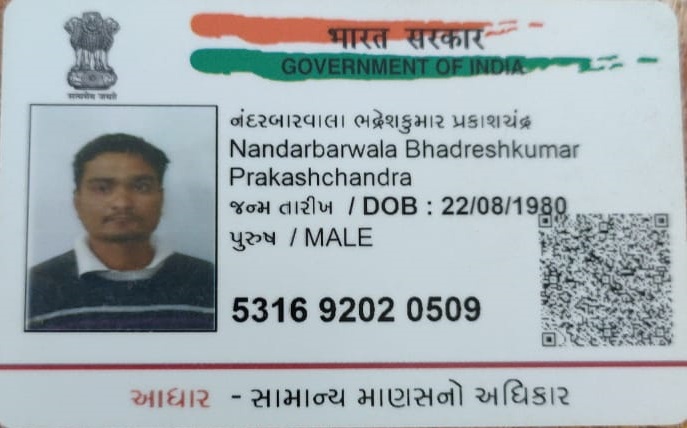 भारत सरकार
GOVERNMENT OF INDIA
सत्यमेव जयते
નંદરબારવાલા ભદ્રેશકુમાર પ્રકાશચંદ્ર
Nandarbarwala Bhadreshkumar
Prakashchandra
જન્મ તારીખ / DOB : 22/08/1980
પુરુષ / MALE
5316 9202 0509
આધાર - સામાન્ય માણસનો અધિકાર